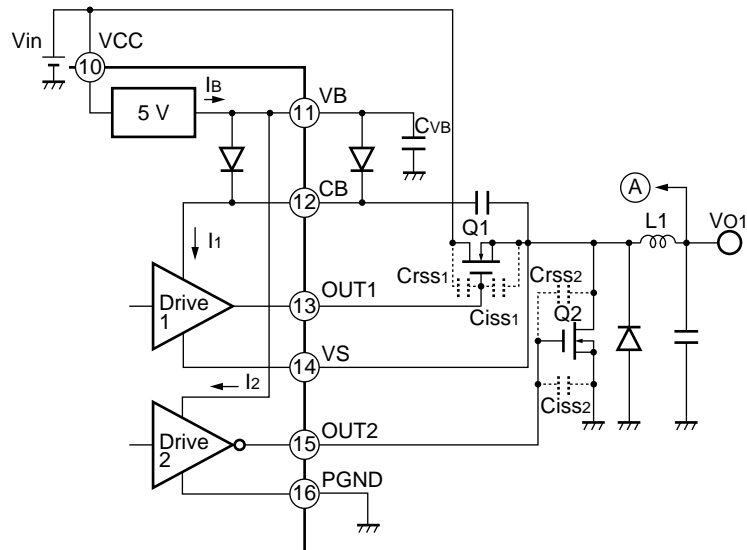 Vin
VCC
10
5 V
IB
VB
11
CVB
CB
12
A
VO1
L1
Q1
I1
Crss1
Crss2
Ciss1
Q2
OUT1
13
Drive
1
VS
14
I2
Ciss2
OUT2
15
Drive
2
PGND
16